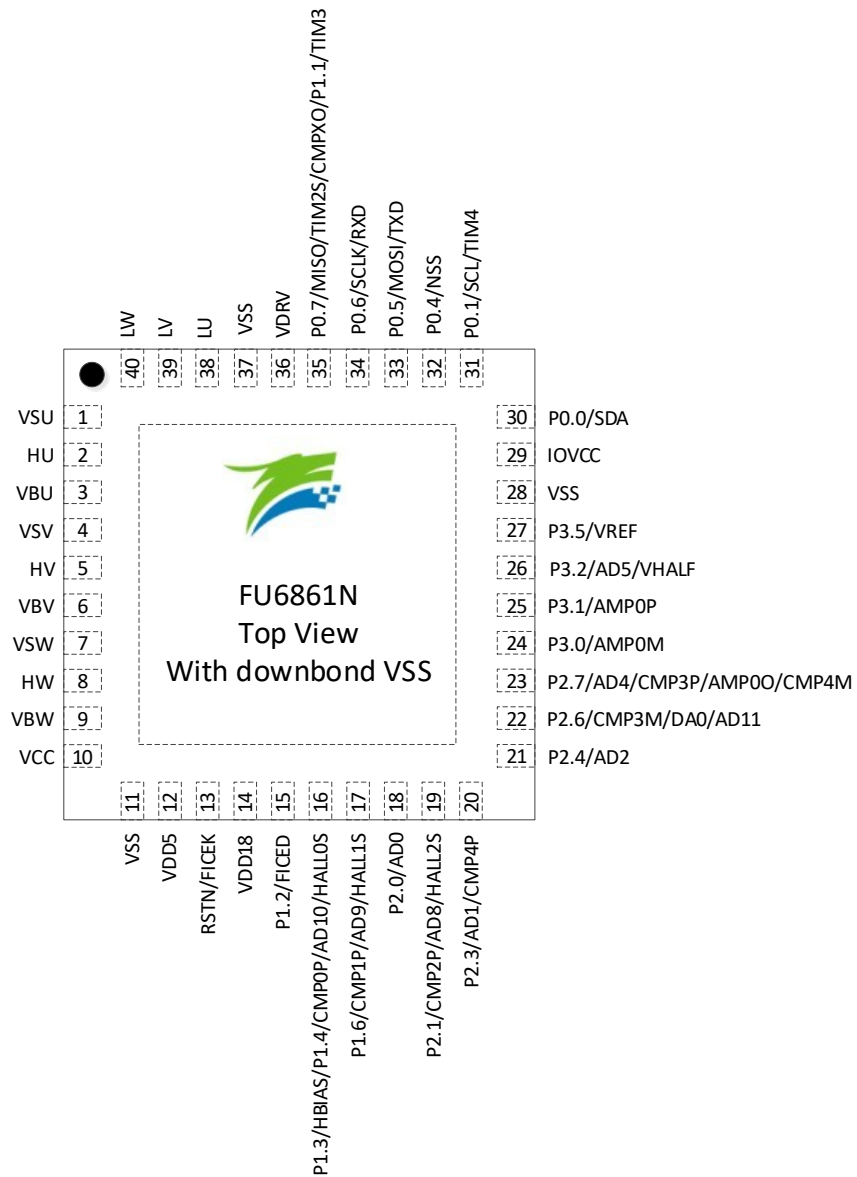 P0.7/MISO/TIM2S/CMPXO/P1.1/TIM3
P0.6/SCLK/RXD
P0.5/MOSI/TXD
P0.4/NSS
P0.1/SCL/TIM4
LW
LV
LU
VSS
VDRV
40
39
38
37
36
35
34
33
32
31
VSU 1
HU 2
VBU 3
VSV 4
HV 5
VBV 6
VSW 7
HW 8
VBW 9
VCC 10
FU6861N
Top View
With downbond VSS
30 P0.0/SDA
29 IOVCC
28 VSS
27 P3.5/VREF
26 P3.2/AD5/VHALF
25 P3.1/AMP0P
24 P3.0/AMP0M
23 P2.7/AD4/CMP3P/AMP0O/CMP4M
22 P2.6/CMP3M/DA0/AD11
21 P2.4/AD2
11
12
13
14
15
16
17
18
19
20
VSS
VDD5
RSTN/FICEK
VDD18
P1.2/FICED
P1.3/HBIAS/P1.4/CMP0P/AD10/HALL0S
P1.6/CMP1P/AD9/HALL1S
P2.0/AD0
P2.1/CMP2P/AD8/HALL2S
P2.3/AD1/CMP4P